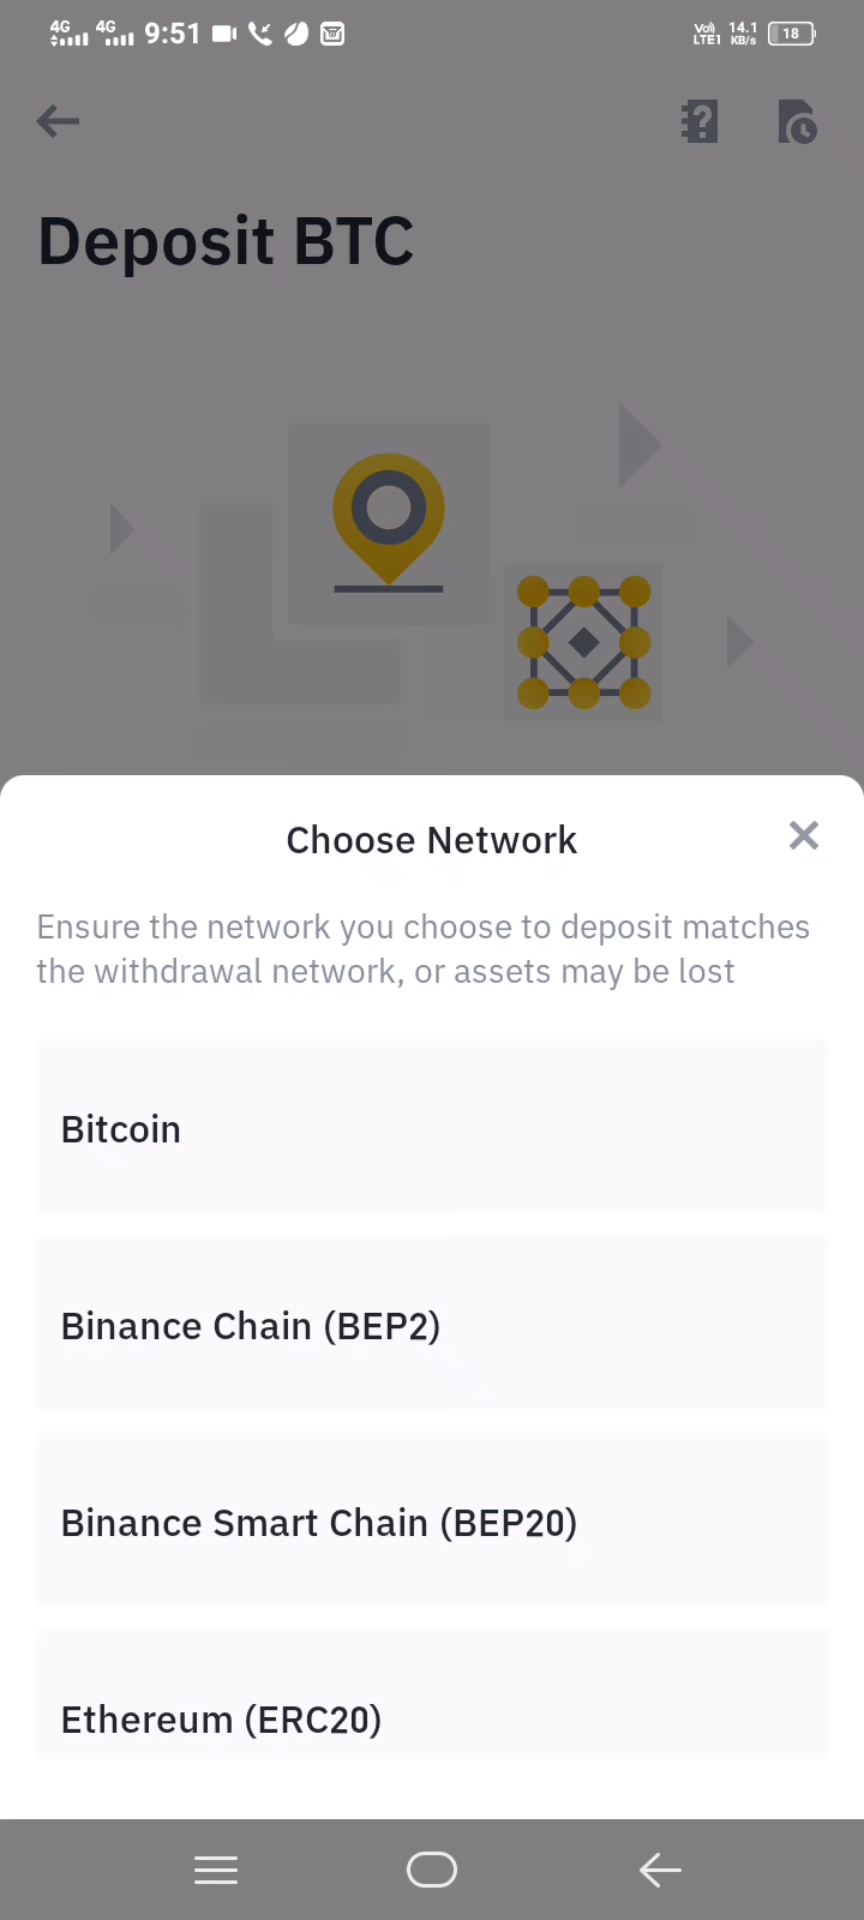 4G 4G 9:51 Vo)) LTE1 14.1 KB/s 18
Deposit BTC
Choose Network
Ensure the network you choose to deposit matches
the withdrawal network, or assets may be lost
Bitcoin
Binance Chain (BEP2)
Binance Smart Chain (BEP20)
Ethereum (ERC20)